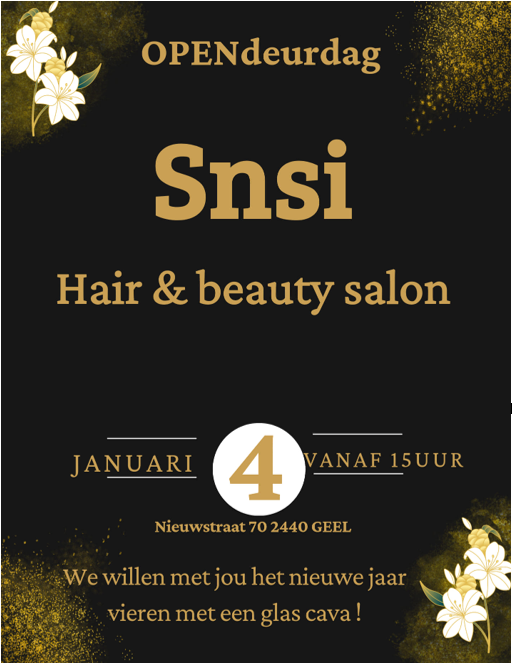 OPENdeurdag
Snsi
Hair & beauty salon
JANUARI 4 VANAF 15UUR
Nieuwstraat 70 2440 GEEL
We willen met jou het nieuwe jaar
vieren met een glas cava !